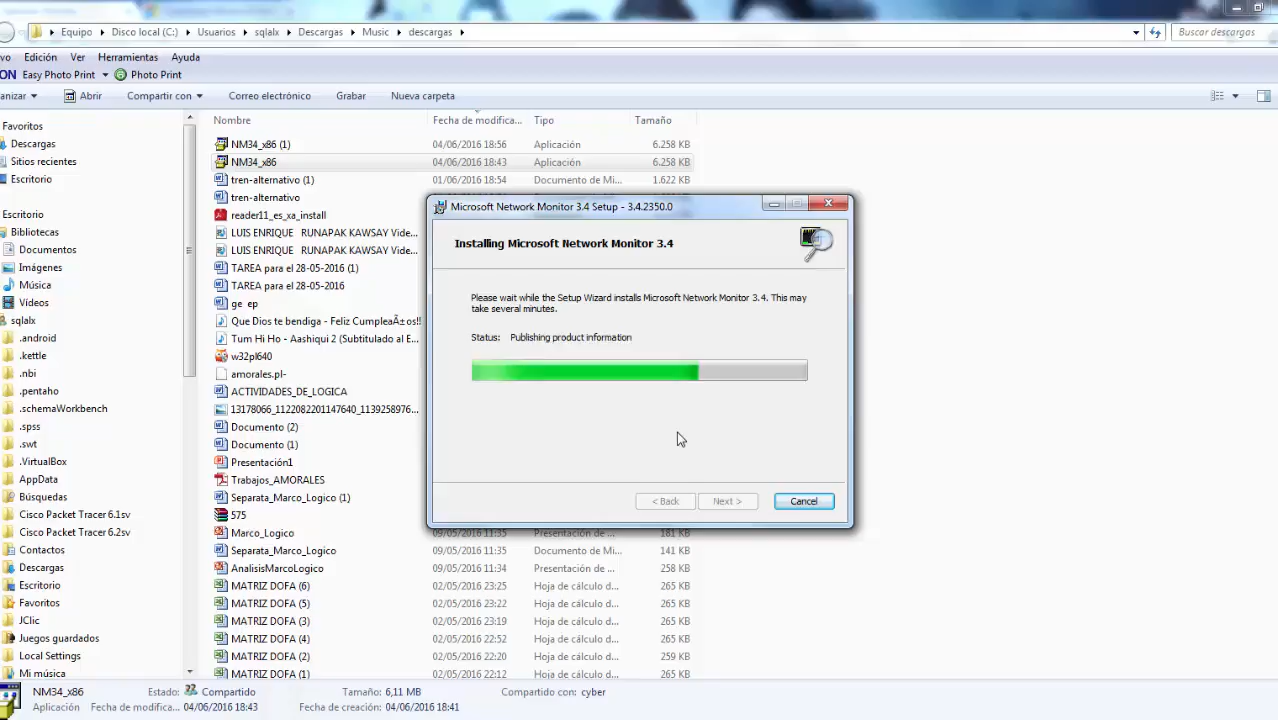 Equipo ▸ Disco local (C:) ▸ Usuarios ▸ sqlalx ▸ Descargas ▸ Music ▸ descargas ▸
Buscar descargas
vo Edición Ver Herramientas Ayuda
ON Easy Photo Print Photo Print
anizar Abrir Compartir con Correo electrónico Grabar Nueva carpeta
Favoritos
Descargas
Sitios recientes
Escritorio
Escritorio
Bibliotecas
Documentos
Imágenes
Música
Vídeos
sqlalx
.android
.kettle
.nbi
.pentaho
.schemaWorkbench
.spss
.swt
.VirtualBox
AppData
Búsquedas
Cisco Packet Tracer 6.1sv
Cisco Packet Tracer 6.2sv
Contactos
Descargas
Escritorio
Favoritos
JClic
Juegos guardados
Local Settings
Mi música
Nombre Fecha de modifica... Tipo Tamaño
NM34_x86 (1) 04/06/2016 18:56 Aplicación 6.258 KB
NM34_x86 04/06/2016 18:43 Aplicación 6.258 KB
tren-alternativo (1) 01/06/2016 18:54 Documento de Mi... 1.622 KB
tren-alternativo
reader11_es_xa_install
LUIS ENRIQUE RUNAPAK KAWSAY Vide...
LUIS ENRIQUE RUNAPAK KAWSAY Vide...
TAREA para el 28-05-2016 (1)
TAREA para el 28-05-2016
ge_ep
Que Dios te bendiga - Feliz CumpleaÃ±os!!
Tum Hi Ho - Aashiqui 2 (Subtitulado al E...
w32pl640
amorales.pl-
ACTIVIDADES_DE_LOGICA
13178066_1122082201147640_1139258976...
Documento (2)
Documento (1)
Presentación1
Trabajos_AMORALES
Separata_Marco_Logico (1)
575
Marco_Logico 09/05/2016 11:35 Presentación de ... 181 KB
Separata_Marco_Logico 09/05/2016 11:35 Documento de Mi... 141 KB
AnalisisMarcoLogico 09/05/2016 11:34 Presentación de ... 258 KB
MATRIZ DOFA (6) 02/05/2016 23:25 Hoja de cálculo d... 265 KB
MATRIZ DOFA (5) 02/05/2016 23:22 Hoja de cálculo d... 265 KB
MATRIZ DOFA (3) 02/05/2016 23:19 Hoja de cálculo d... 265 KB
MATRIZ DOFA (4) 02/05/2016 22:52 Hoja de cálculo d... 265 KB
MATRIZ DOFA (2) 02/05/2016 22:20 Hoja de cálculo d... 259 KB
MATRIZ DOFA (1) 02/05/2016 22:12 Hoja de cálculo d... 265 KB
Microsoft Network Monitor 3.4 Setup - 3.4.2350.0
Installing Microsoft Network Monitor 3.4
Please wait while the Setup Wizard installs Microsoft Network Monitor 3.4. This may
take several minutes.
Status: Publishing product information
< Back Next > Cancel
NM34_x86 Estado: Compartido Tamaño: 6,11 MB Compartido con: cyber
Aplicación Fecha de modifica... 04/06/2016 18:43 Fecha de creación: 04/06/2016 18:41